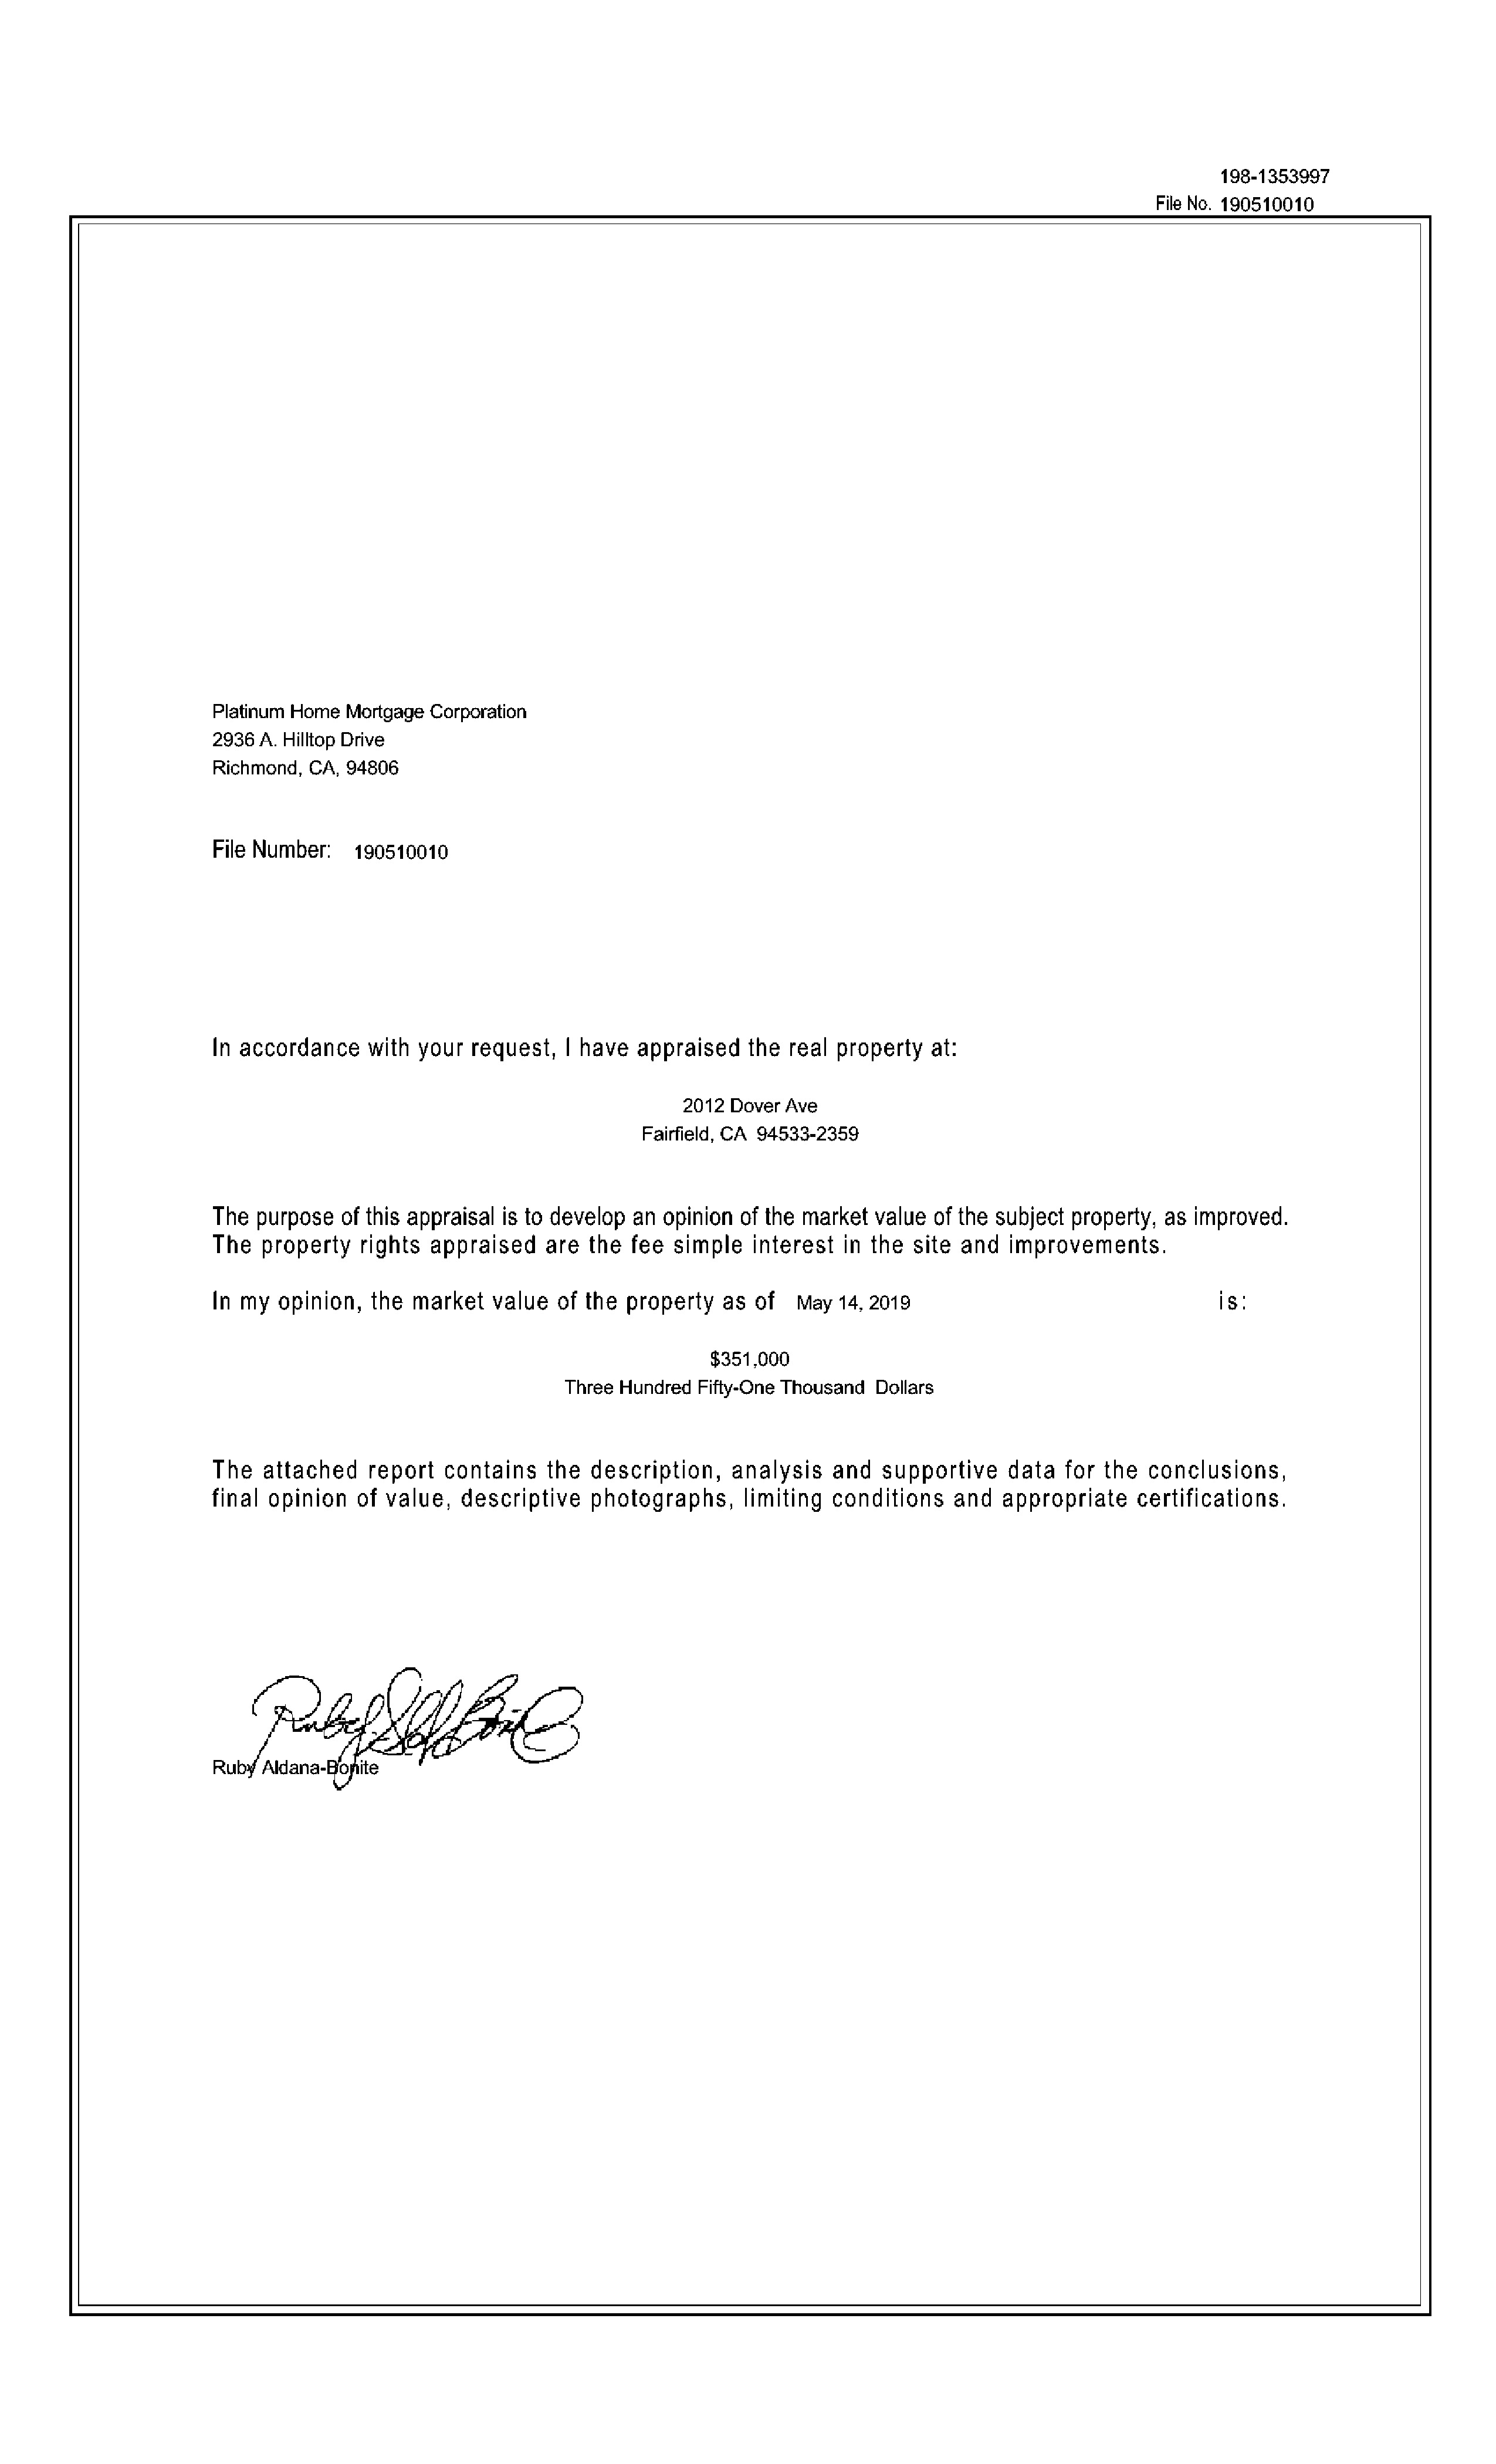 198-1353997
File No. 190510010
Platinum Home Mortgage Corporation
2936 A. Hilltop Drive
Richmond, CA, 94806
File Number: 190510010
In accordance with your request, I have appraised the real property at:
2012 Dover Ave
Fairfield, CA 94533-2359
The purpose of this appraisal is to develop an opinion of the market value of the subject property, as improved.
The property rights appraised are the fee simple interest in the site and improvements.
In my opinion, the market value of the property as of May 14, 2019 is:
$351,000
Three Hundred Fifty-One Thousand Dollars
The attached report contains the description, analysis and supportive data for the conclusions,
final opinion of value, descriptive photographs, limiting conditions and appropriate certifications.
Ruby Aldana-Bonite